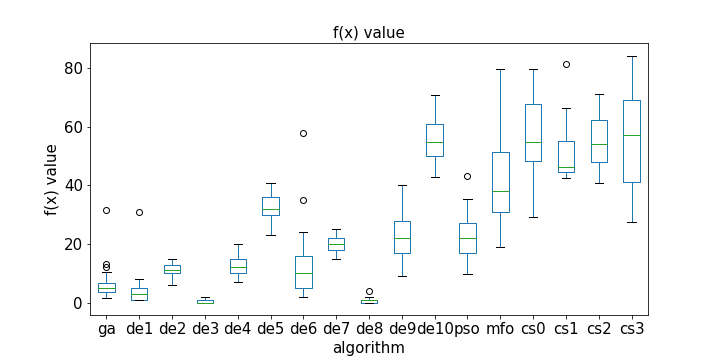 f(x) value
80
60
40
20
0
f(x) value
ga de1 de2 de3 de4 de5 de6 de7 de8 de9 de10 pso mfo cs0 cs1 cs2 cs3
algorithm